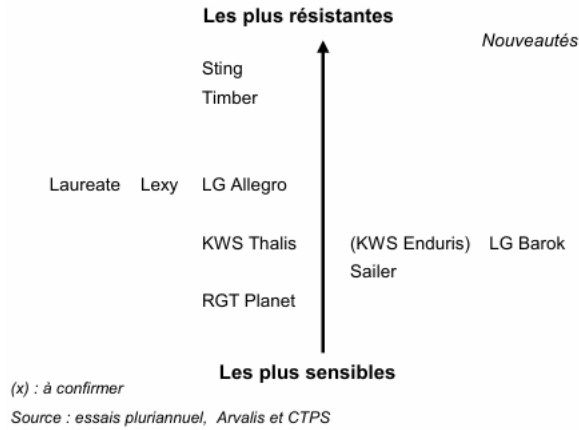 Les plus résistantes
Nouveautés
Sting
Timber
Laureate Lexy LG Allegro
KWS Thalis (KWS Enduris) LG Barok
Sailer
RGT Planet
Les plus sensibles
(x) : à confirmer
Source : essais pluriannuel, Arvalis et CTPS